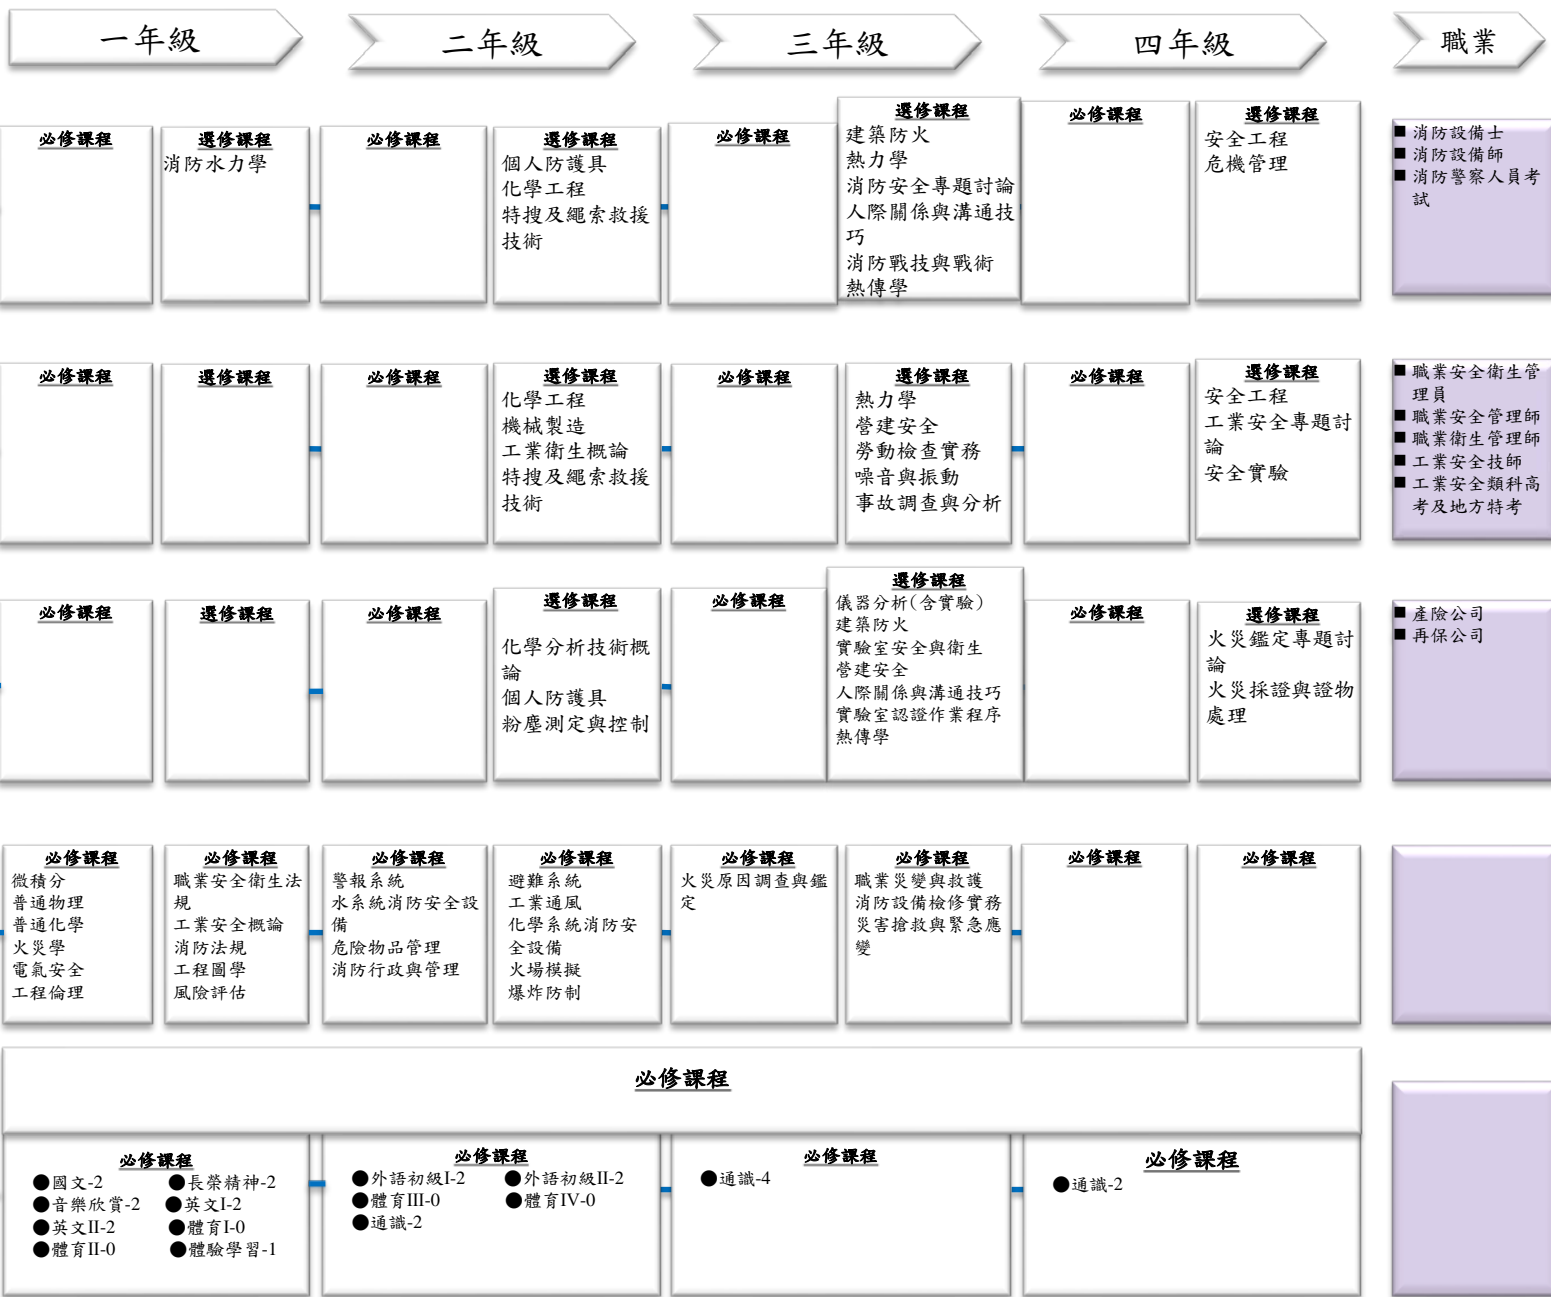 一年級
二年級
三年級
四年級
職業
必修課程
選修課程
消防水力學
必修課程
選修課程
個人防護具
化學工程
特搜及繩索救援
技術
必修課程
選修課程
建築防火
熱力學
消防安全專題討論
人際關係與溝通技
巧
消防戰技與戰術
熱傳學
必修課程
選修課程
安全工程
危機管理
■ 消防設備士
■ 消防設備師
■ 消防警察人員考
試
必修課程
選修課程
必修課程
選修課程
化學工程
機械製造
工業衛生概論
特搜及繩索救援
技術
必修課程
選修課程
熱力學
營建安全
勞動檢查實務
噪音與振動
事故調查與分析
必修課程
選修課程
安全工程
工業安全專題討
論
安全實驗
■ 職業安全衛生管
理員
■ 職業安全管理師
■ 職業衛生管理師
■ 工業安全技師
■ 工業安全類科高
考及地方特考
必修課程
選修課程
必修課程
選修課程
化學分析技術概
論
個人防護具
粉塵測定與控制
必修課程
選修課程
儀器分析(含實驗)
建築防火
實驗室安全與衛生
營建安全
人際關係與溝通技巧
實驗室認證作業程序
熱傳學
必修課程
選修課程
火災鑑定專題討
論
火災採證與證物
處理
■ 產險公司
■ 再保公司
必修課程
微積分
普通物理
普通化學
火災學
電氣安全
工程倫理
必修課程
職業安全衛生法
規
工業安全概論
消防法規
工程圖學
風險評估
必修課程
警報系統
水系統消防安全設
備
危險物品管理
消防行政與管理
必修課程
避難系統
工業通風
化學系統消防安
全設備
火場模擬
爆炸防制
必修課程
火災原因調查與鑑
定
必修課程
職業災變與救護
消防設備檢修實務
災害搶救與緊急應
變
必修課程
必修課程
必修課程
必修課程
●國文-2 ●長榮精神-2
●音樂欣賞-2 ●英文I-2
●英文II-2 ●體育I-0
●體育II-0 ●體驗學習-1
必修課程
●外語初級I-2 ●外語初級II-2
●體育III-0 ●體育IV-0
●通識-2
必修課程
●通識-4
必修課程
●通識-2